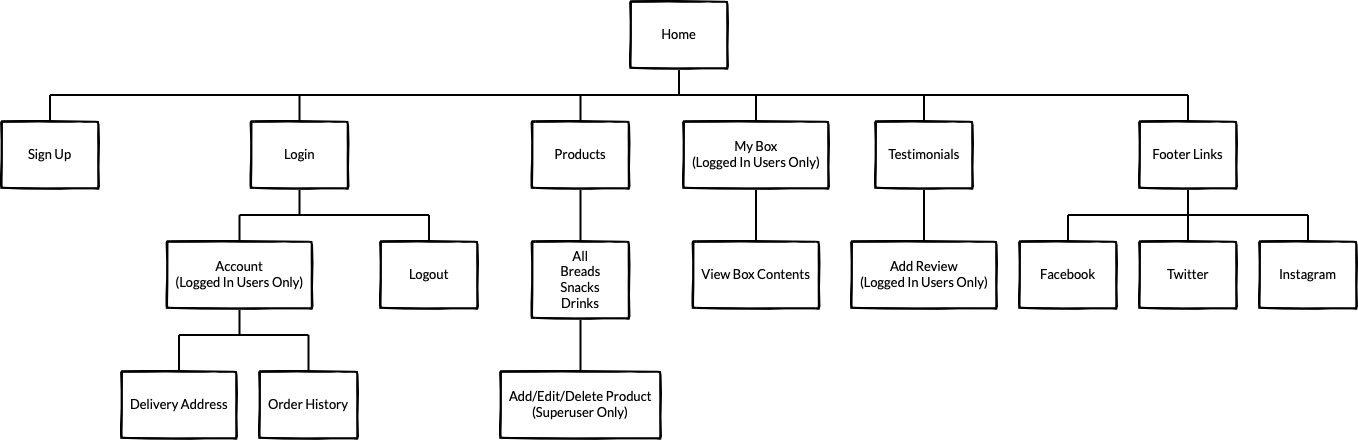 Home
Sign Up
Login
Products
My Box
(Logged In Users Only)
Testimonials
Footer Links
Account
(Logged In Users Only)
Logout
All
Breads
Snacks
Drinks
View Box Contents
Add Review
(Logged In Users Only)
Facebook
Twitter
Instagram
Delivery Address
Order History
Add/Edit/Delete Product
(Superuser Only)